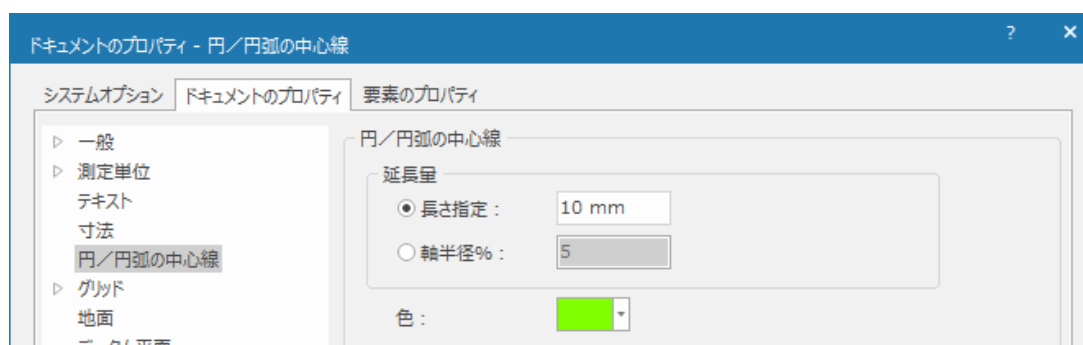 ドキュメントのプロパティ - 円／円弧の中心線
? ×
システムオプション ドキュメントのプロパティ 要素のプロパティ
一般
測定単位
テキスト
寸法
円／円弧の中心線
グリッド
地面
円／円弧の中心線
延長量
長さ指定： 10 mm
軸半径%： 5
色：